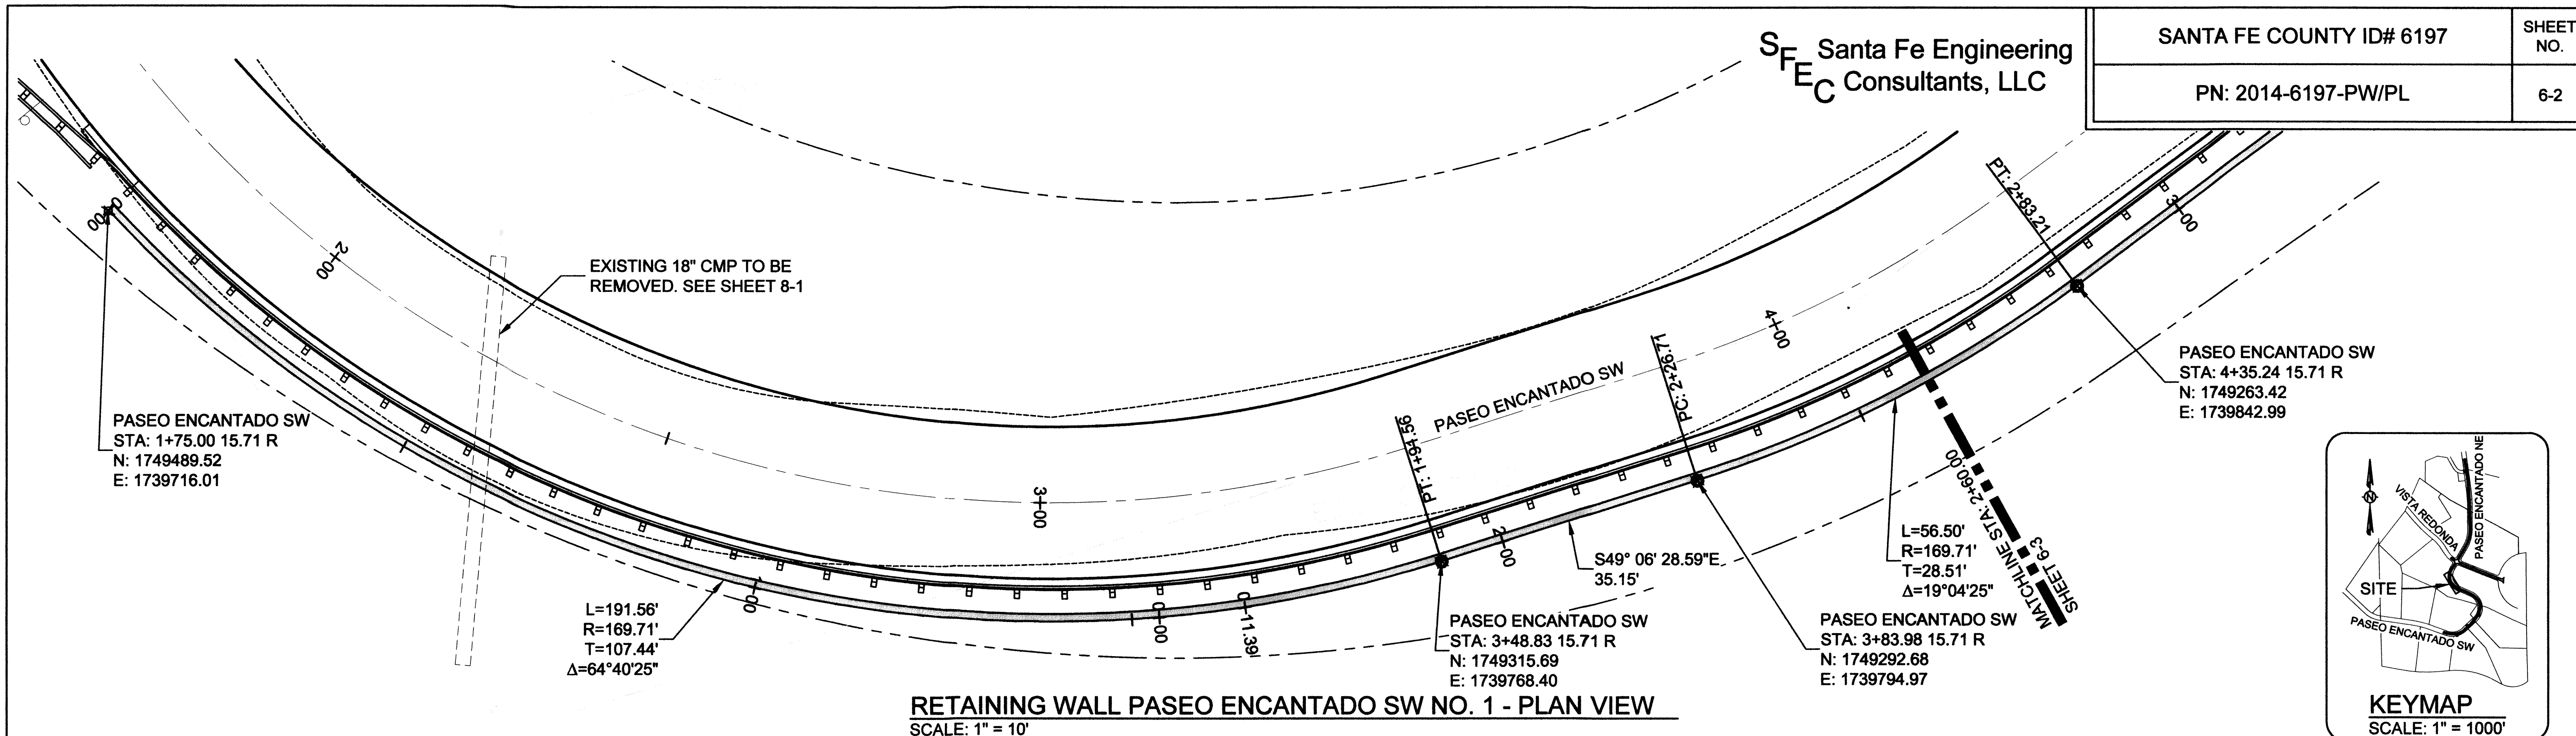 SFEC Santa Fe Engineering
Consultants, LLC
SANTA FE COUNTY ID# 6197
SHEET
NO.
PN: 2014-6197-PW/PL
6-2
0+00
2+00
EXISTING 18" CMP TO BE
REMOVED. SEE SHEET 8-1
PASEO ENCANTADO SW
STA: 1+75.00 15.71 R
N: 1749489.52
E: 1739716.01
3+00
PT: 1+91.56
PASEO ENCANTADO SW
PC: 2+26.71
4+00
PT: 2+83.21
3+00
PASEO ENCANTADO SW
STA: 4+35.24 15.71 R
N: 1749263.42
E: 1739842.99
L=191.56'
R=169.71'
T=107.44'
Δ=64°40'25"
2+00
S49° 06' 28.59"E
35.15'
PASEO ENCANTADO SW
STA: 3+48.83 15.71 R
N: 1749315.69
E: 1739768.40
L=56.50'
R=169.71'
T=28.51'
Δ=19°04'25"
PASEO ENCANTADO SW
STA: 3+83.98 15.71 R
N: 1749292.68
E: 1739794.97
MATCHLINE STA: 2+60.00
SHEET 6-3
RETAINING WALL PASEO ENCANTADO SW NO. 1 - PLAN VIEW
SCALE: 1" = 10'
N
VISTA REDONDA
PASEO ENCANTADO NE
SITE
PASEO ENCANTADO SW
KEYMAP
SCALE: 1" = 1000'